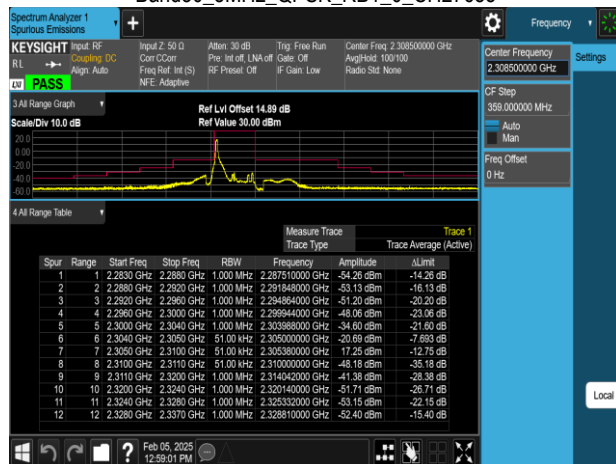 Band30_5MHz_QPSK_RB1_0_CH27685
Spectrum Analyzer 1
Spurious Emissions
Frequency
KEYSIGHT
RL
LXI
PASS
Input: RF
Coupling: DC
Align: Auto
Input Z: 50 Ω
Corr CCorr
Freq Ref: Int (S)
NFE: Adaptive
Atten: 30 dB
Pre: Int off, LNA off
RF Preset: Off
Trig: Free Run
Gate: Off
IF Gain: Low
Center Freq: 2.308500000 GHz
Avg|Hold: 100/100
Radio Std: None
Center Frequency
2.308500000 GHz
Settings
CF Step
359.000000 MHz
Auto
Man
Freq Offset
0 Hz
Local
3 All Range Graph
Scale/Div 10.0 dB
Ref Lvl Offset 14.89 dB
Ref Value 30.00 dBm
20.0
0.00
-20.0
-40.0
-60.0
4 All Range Table
Measure Trace Trace 1
Trace Type Trace Average (Active)
Spur Range Start Freq Stop Freq RBW Frequency Amplitude ΔLimit
1 1 2.2830 GHz 2.2880 GHz 1.000 MHz 2.287510000 GHz -54.26 dBm -14.26 dB
2 2 2.2880 GHz 2.2920 GHz 1.000 MHz 2.291848000 GHz -53.13 dBm -16.13 dB
3 3 2.2920 GHz 2.2960 GHz 1.000 MHz 2.294864000 GHz -51.20 dBm -20.20 dB
4 4 2.2960 GHz 2.3000 GHz 1.000 MHz 2.299944000 GHz -48.06 dBm -23.06 dB
5 5 2.3000 GHz 2.3040 GHz 1.000 MHz 2.303988000 GHz -34.60 dBm -21.60 dB
6 6 2.3040 GHz 2.3050 GHz 51.00 kHz 2.305000000 GHz -20.69 dBm -7.693 dB
7 7 2.3050 GHz 2.3100 GHz 51.00 kHz 2.305380000 GHz 17.25 dBm -12.75 dB
8 8 2.3100 GHz 2.3110 GHz 51.00 kHz 2.310000000 GHz -48.18 dBm -35.18 dB
9 9 2.3110 GHz 2.3200 GHz 1.000 MHz 2.314042000 GHz -41.38 dBm -28.38 dB
10 10 2.3200 GHz 2.3240 GHz 1.000 MHz 2.320140000 GHz -51.71 dBm -26.71 dB
11 11 2.3240 GHz 2.3280 GHz 1.000 MHz 2.325332000 GHz -53.15 dBm -22.15 dB
12 12 2.3280 GHz 2.3370 GHz 1.000 MHz 2.328810000 GHz -52.40 dBm -15.40 dB
Feb 05, 2025
12:59:01 PM